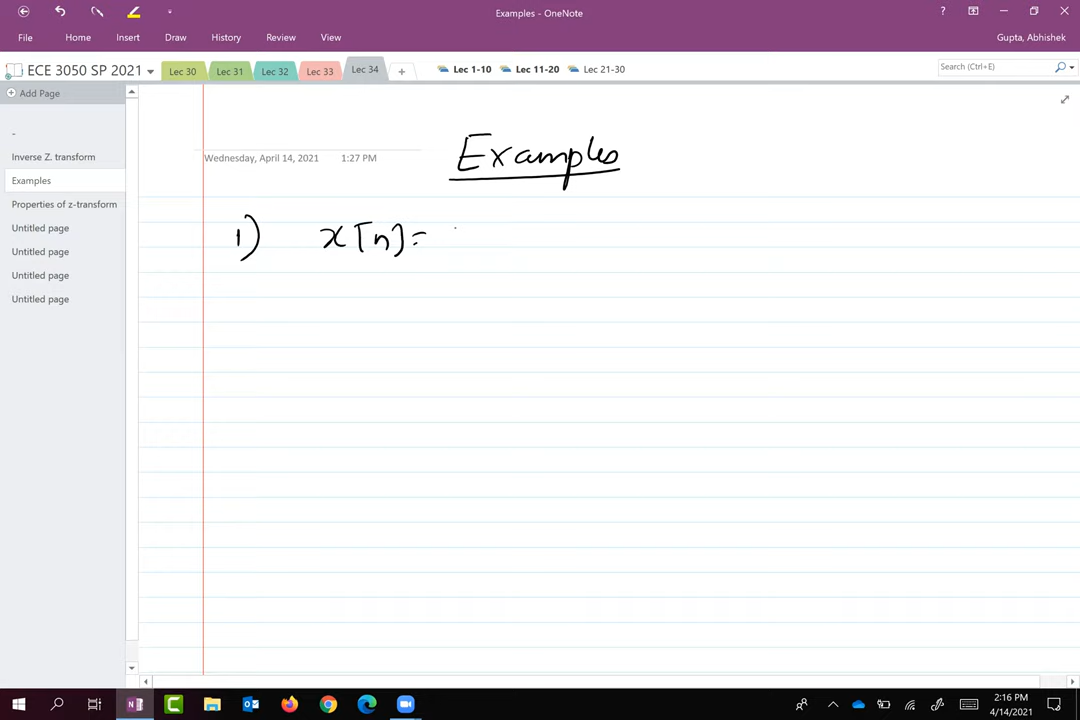 Examples - OneNote
?
File Home Insert Draw History Review View
Gupta, Abhishek
ECE 3050 SP 2021 Lec 30 Lec 31 Lec 32 Lec 33 Lec 34 + Lec 1-10 Lec 11-20 Lec 21-30
Search (Ctrl+E)
Add Page
-
Inverse Z. transform
Examples
Properties of z-transform
Untitled page
Untitled page
Untitled page
Untitled page
Wednesday, April 14, 2021 1:27 PM
Examples
1) x[n]=
2:16 PM
4/14/2021